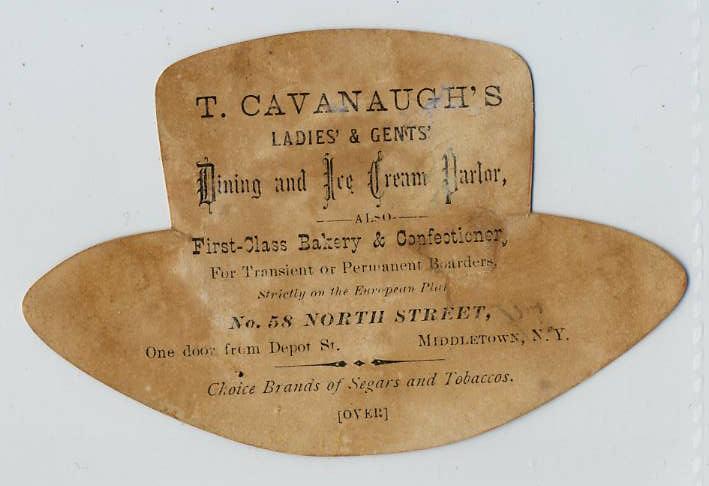 T. CAVANAUGH'S
LADIES' & GENTS'
Dining and Ice Cream Parlor,
ALSO
First-Class Bakery & Confectioner,
For Transient or Permanent Boarders,
Strictly on the European Plan
No. 58 NORTH STREET,
One door from Depot St. MIDDLETOWN, N.Y.
Choice Brands of Segars and Tobaccos.
[OVER]